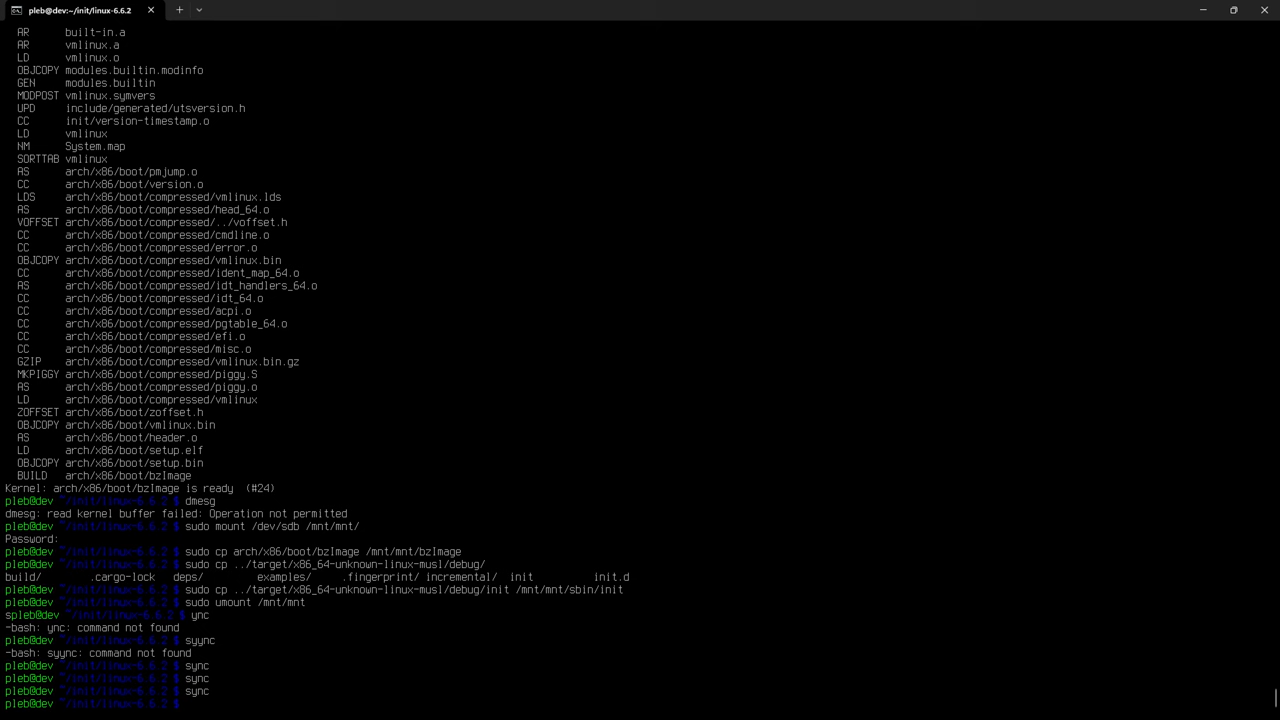 pleb@dev:~/init/linux-6.6.2
AR built-in.a
AR vmlinux.a
LD vmlinux.o
OBJCOPY modules.builtin.modinfo
GEN modules.builtin
MODPOST vmlinux.symvers
UPD include/generated/utsversion.h
CC init/version-timestamp.o
LD vmlinux
NM System.map
SORTTAB vmlinux
AS arch/x86/boot/pmjump.o
CC arch/x86/boot/version.o
LDS arch/x86/boot/compressed/vmlinux.lds
AS arch/x86/boot/compressed/head_64.o
VOFFSET arch/x86/boot/compressed/../voffset.h
CC arch/x86/boot/compressed/cmdline.o
CC arch/x86/boot/compressed/error.o
OBJCOPY arch/x86/boot/compressed/vmlinux.bin
CC arch/x86/boot/compressed/ident_map_64.o
AS arch/x86/boot/compressed/idt_handlers_64.o
CC arch/x86/boot/compressed/idt_64.o
CC arch/x86/boot/compressed/acpi.o
CC arch/x86/boot/compressed/pgtable_64.o
CC arch/x86/boot/compressed/efi.o
CC arch/x86/boot/compressed/misc.o
GZIP arch/x86/boot/compressed/vmlinux.bin.gz
MKPIGGY arch/x86/boot/compressed/piggy.S
AS arch/x86/boot/compressed/piggy.o
LD arch/x86/boot/compressed/vmlinux
ZOFFSET arch/x86/boot/zoffset.h
OBJCOPY arch/x86/boot/vmlinux.bin
AS arch/x86/boot/header.o
LD arch/x86/boot/setup.elf
OBJCOPY arch/x86/boot/setup.bin
BUILD arch/x86/boot/bzImage
Kernel: arch/x86/boot/bzImage is ready (#24)
pleb@dev ~/init/linux-6.6.2 $ dmesg
dmesg: read kernel buffer failed: Operation not permitted
pleb@dev ~/init/linux-6.6.2 $ sudo mount /dev/sdb /mnt/mnt/
Password:
pleb@dev ~/init/linux-6.6.2 $ sudo cp arch/x86/boot/bzImage /mnt/mnt/bzImage
pleb@dev ~/init/linux-6.6.2 $ sudo cp ../target/x86_64-unknown-linux-musl/debug/
build/ .cargo-lock deps/ examples/ .fingerprint/ incremental/ init init.d
pleb@dev ~/init/linux-6.6.2 $ sudo cp ../target/x86_64-unknown-linux-musl/debug/init /mnt/mnt/sbin/init
pleb@dev ~/init/linux-6.6.2 $ sudo umount /mnt/mnt
spleb@dev ~/init/linux-6.6.2 $ ync
-bash: ync: command not found
pleb@dev ~/init/linux-6.6.2 $ syync
-bash: syync: command not found
pleb@dev ~/init/linux-6.6.2 $ sync
pleb@dev ~/init/linux-6.6.2 $ sync
pleb@dev ~/init/linux-6.6.2 $ sync
pleb@dev ~/init/linux-6.6.2 $